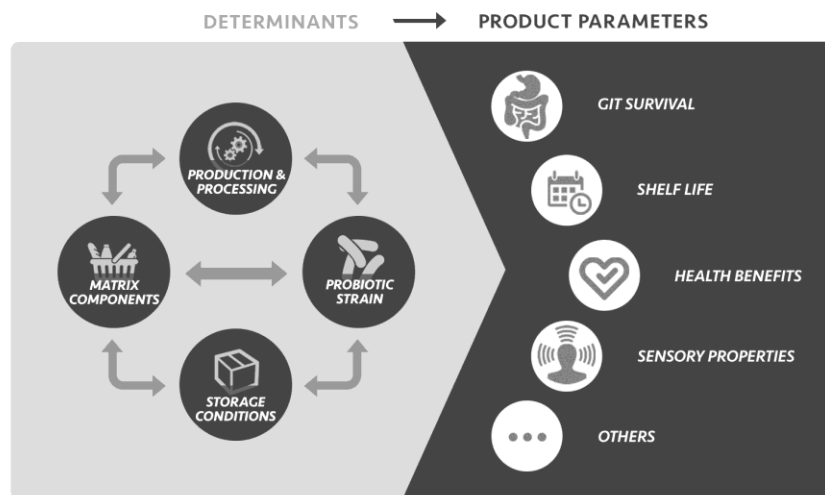 DETERMINANTS
PRODUCT PARAMETERS
PRODUCTION &
PROCESSING
MATRIX
COMPONENTS
PROBIOTIC
STRAIN
STORAGE
CONDITIONS
GIT SURVIVAL
SHELF LIFE
HEALTH BENEFITS
SENSORY PROPERTIES
OTHERS